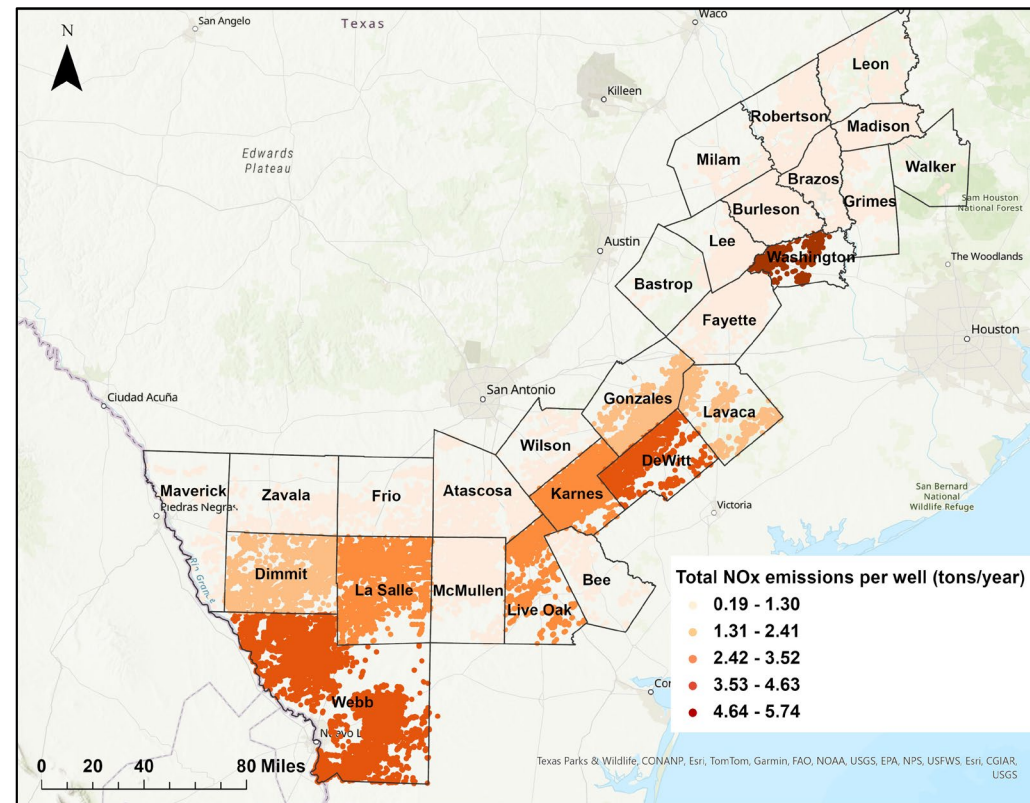 San Angelo
Texas
Waco
N
Killeen
Leon
Robertson
Madison
Edwards
Plateau
Milam
Brazos
Walker
Grimes
Sam Houston
National Forest
Burleson
Austin
Lee
Washington
The Woodlands
Bastrop
Fayette
Houston
San Antonio
Ciudad Acuña
Gonzales
Lavaca
Wilson
DeWitt
Maverick
Zavala
Frio
Atascosa
Karnes
San Bernard
National
Wildlife Refuge
Piedras Negras
Victoria
Rio Grande
Dimmit
La Salle
McMullen
Live Oak
Bee
Total NOx emissions per well (tons/year)
0.19 - 1.30
1.31 - 2.41
2.42 - 3.52
3.53 - 4.63
4.64 - 5.74
Webb
0 20 40 80 Miles
Texas Parks & Wildlife, CONANP, Esri, TomTom, Garmin, FAO, NOAA, USGS, EPA, NPS, USFWS, Esri, CGIAR,
USGS